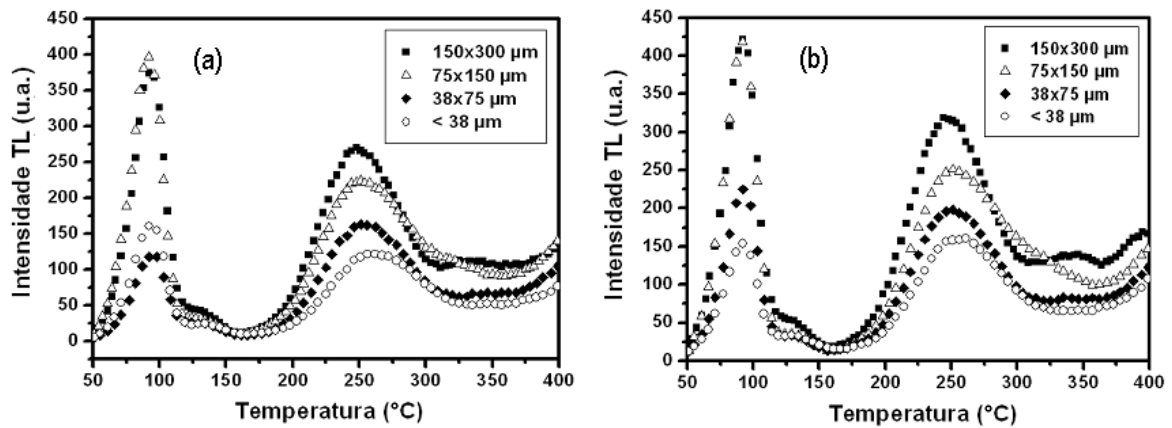 (a)
150x300 µm
75x150 µm
38x75 µm
< 38 µm
Intensidade TL (u.a.)
450
400
350
300
250
200
150
100
50
0
50 100 150 200 250 300 350 400
Temperatura (°C)
(b)
150x300 µm
75x150 µm
38x75 µm
< 38 µm
Intensidade TL (u.a.)
450
400
350
300
250
200
150
100
50
0
50 100 150 200 250 300 350 400
Temperatura (°C)